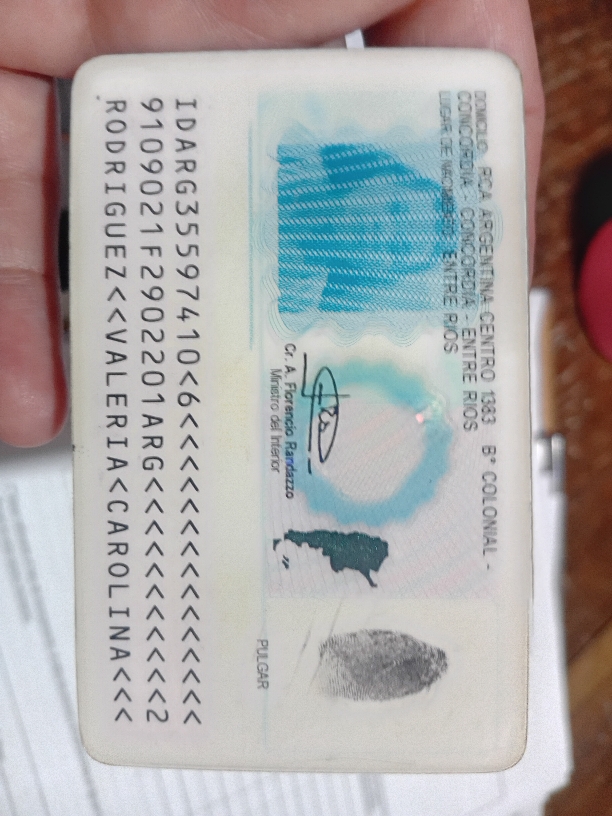 DOMICILIO: RCA ARGENTINA-CENTRO 1383 B° COLONIAL -
CONCORDIA - CONCORDIA - ENTRE RIOS
LUGAR DE NACIMIENTO: ENTRE RIOS
Cr. A. Florencio Randazzo
Ministro del Interior
PULGAR
IDARG35597410<6<<<<<<<<<<<<<<<
9109021F2902201ARG<<<<<<<<<<<2
RODRIGUEZ<<VALERIA<CAROLINA<<<